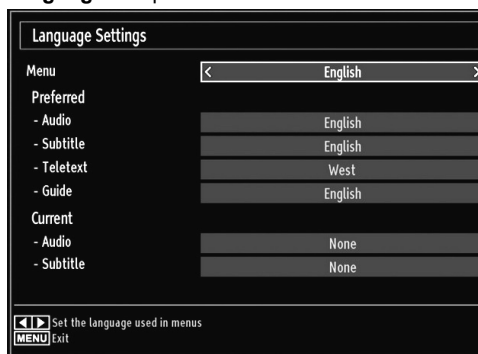 Language Settings
Menu < English >
Preferred
- Audio English
- Subtitle English
- Teletext West
- Guide English
Current
- Audio None
- Subtitle None
Set the language used in menus
MENU Exit